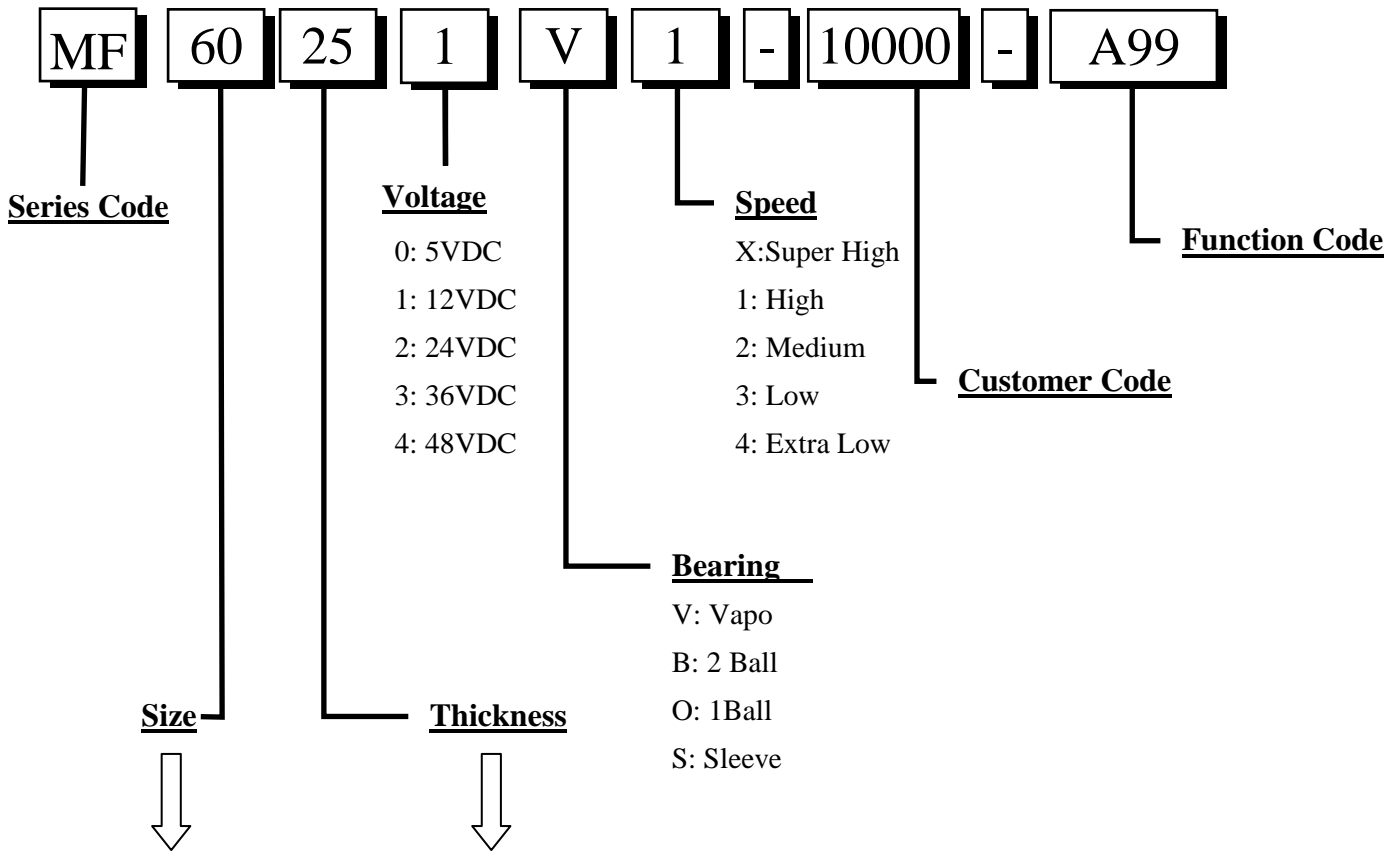 MF 60 25 1 V 1 - 10000 - A99
Series Code
Voltage
0: 5VDC
1: 12VDC
2: 24VDC
3: 36VDC
4: 48VDC
Speed
X:Super High
1: High
2: Medium
3: Low
4: Extra Low
Function Code
Customer Code
Bearing
V: Vapo
B: 2 Ball
O: 1Ball
S: Sleeve
Size
Thickness